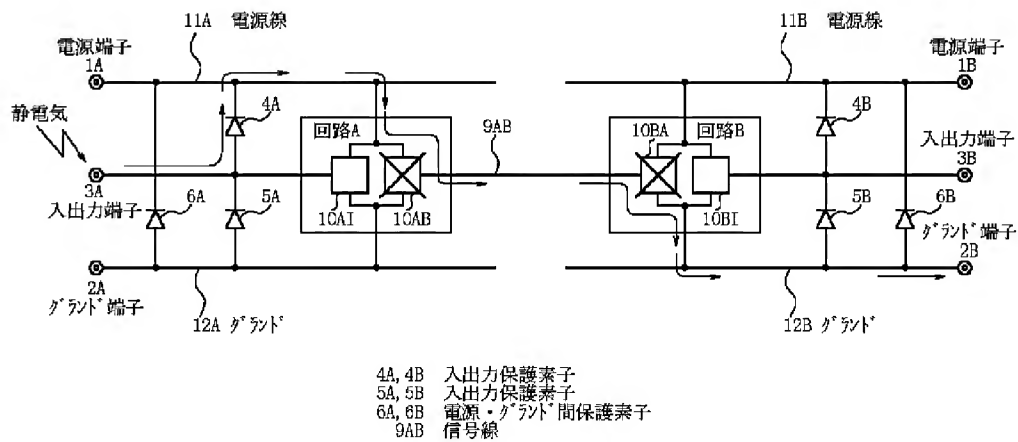 11A 電源線
11B 電源線
電源端子
1A
電源端子
1B
静電気
4A
回路A
9AB
10BA
回路B
4B
入出力端子
3B
3A
入出力端子
6A
5A
10AI
10AB
10BI
5B
6B
グランド端子
2B
2A
グランド端子
12A グランド
12B グランド
4A,4B 入出力保護素子
5A,5B 入出力保護素子
6A,6B 電源・グランド間保護素子
9AB 信号線